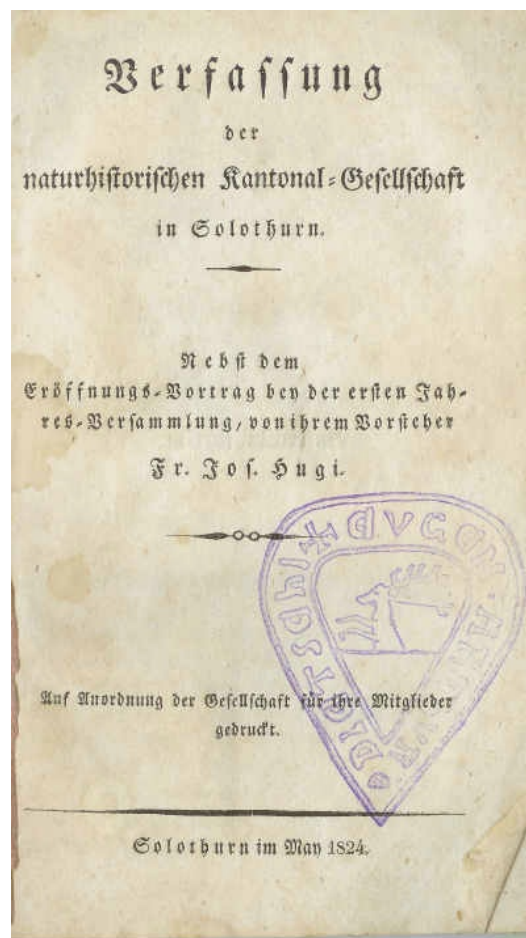 Verfassung
der
naturhistorischen Kantonal-Gesellschaft
in Solothurn.
Nebst dem
Eröffnungs-Vortrag bey der ersten Jah-
res-Versammlung, von ihrem Vorsteher
Fr. Jos. Hugi.
Auf Anordnung der Gesellschaft für ihre Mitglieder
gedruckt.
Solothurn im May 1824.